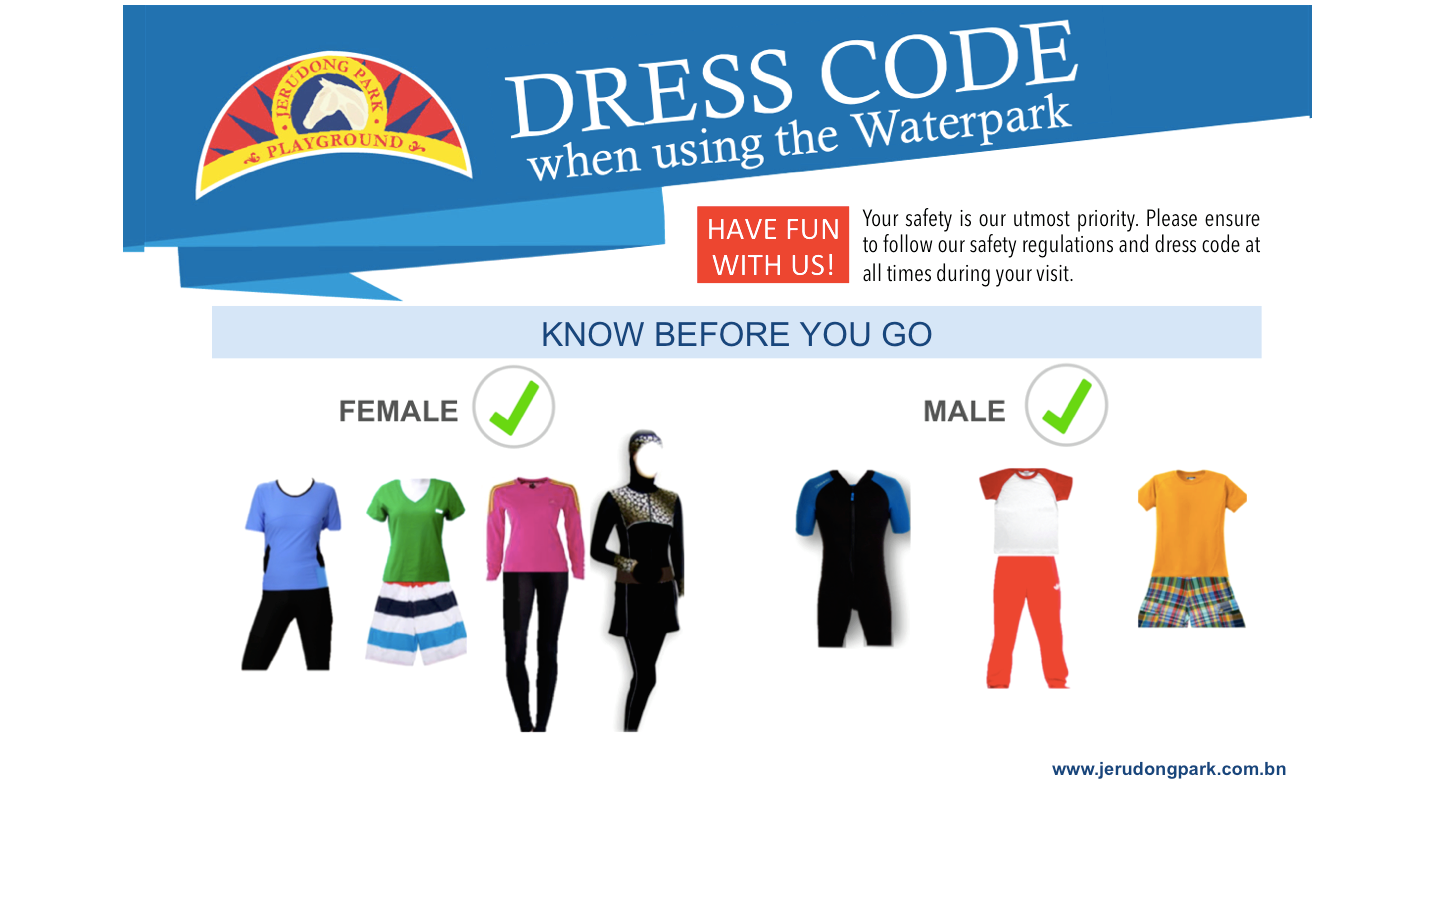 JERUDONG PARK
PLAYGROUND
DRESS CODE
when using the Waterpark
HAVE FUN
WITH US!
Your safety is our utmost priority. Please ensure
to follow our safety regulations and dress code at
all times during your visit.
KNOW BEFORE YOU GO
FEMALE
MALE
www.jerudongpark.com.bn